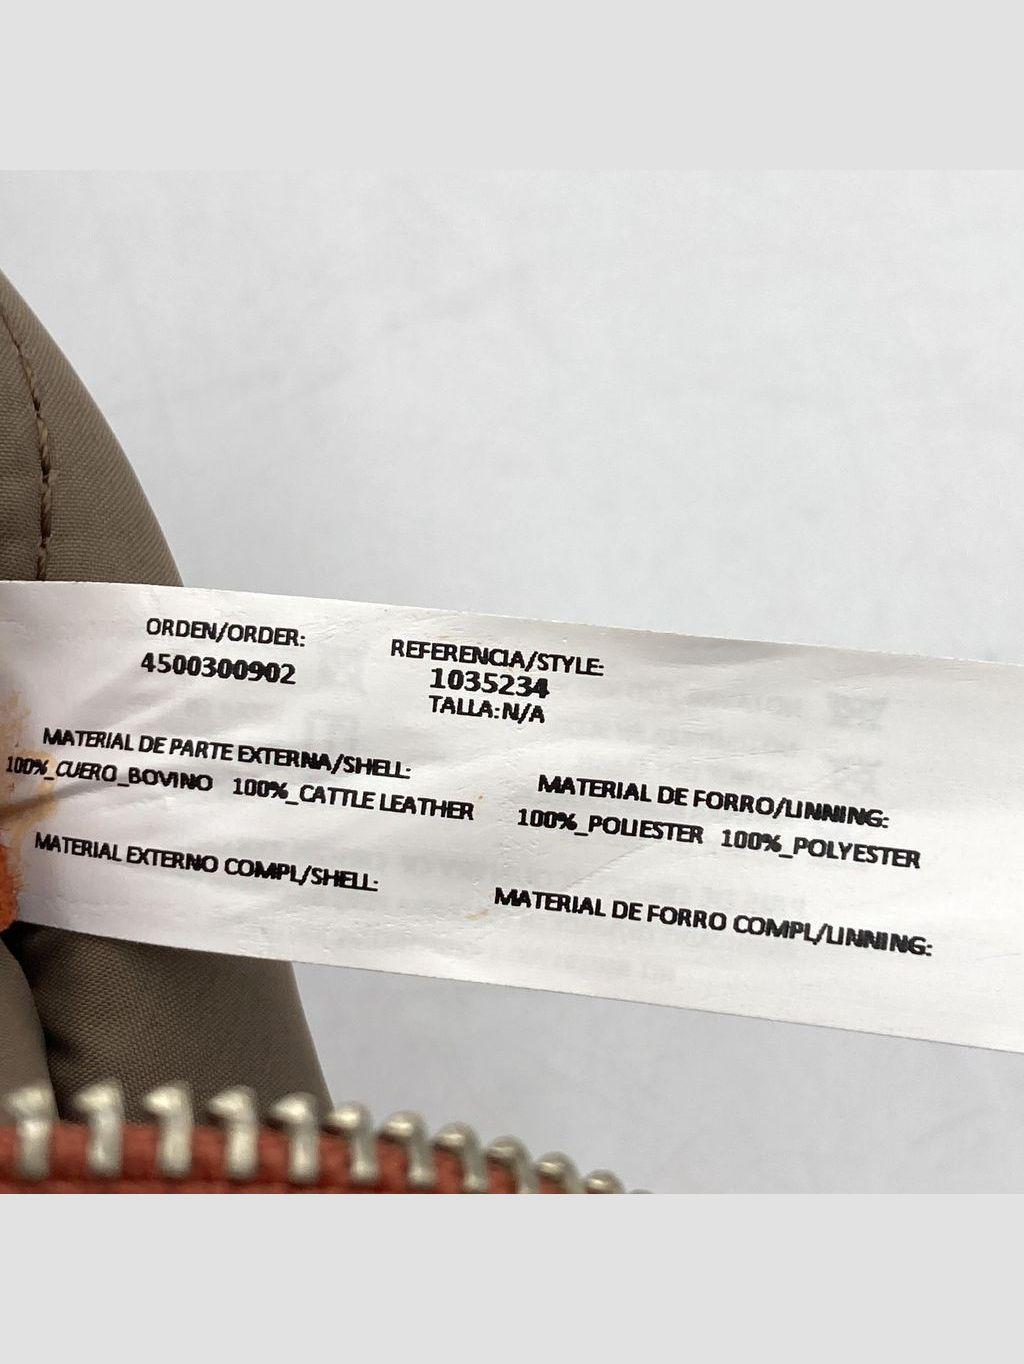 ORDEN/ORDER:
4500300902
REFERENCIA/STYLE:
1035234
TALLA:N/A
MATERIAL DE PARTE EXTERNA/SHELL:
100%_CUERO_BOVINO 100%_CATTLE LEATHER
MATERIAL DE FORRO/LINNING:
100%_POLIESTER 100%_POLYESTER
MATERIAL EXTERNO COMPL/SHELL:
MATERIAL DE FORRO COMPL/LINNING: